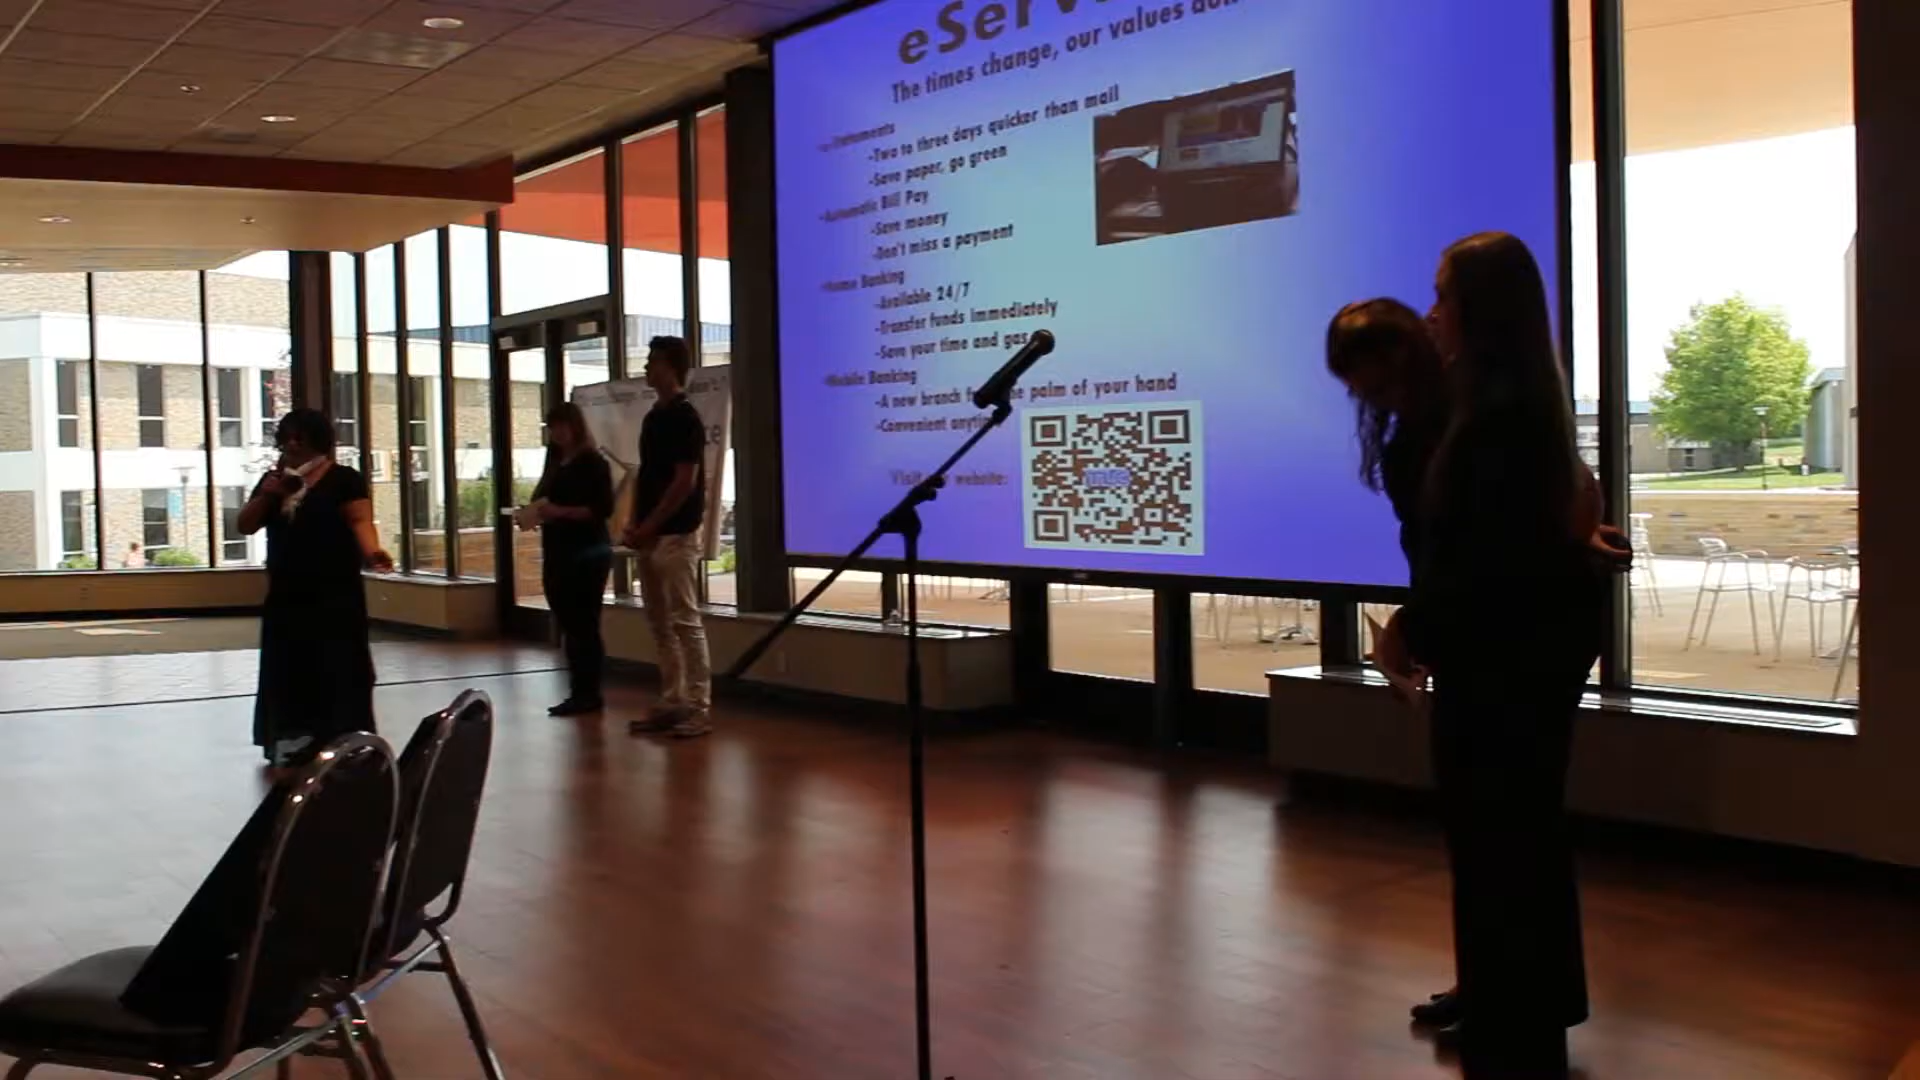 eServ
The times change, our values don
e-Statements
-Two to three days quicker than mail
-Save paper, go green
-Automatic Bill Pay
-Save money
-Don't miss a payment
-Home Banking
-Available 24/7
-Transfer funds immediately
-Save your time and gas
-Mobile Banking
-A new branch palm of your hand
-Convenient
Visit website: